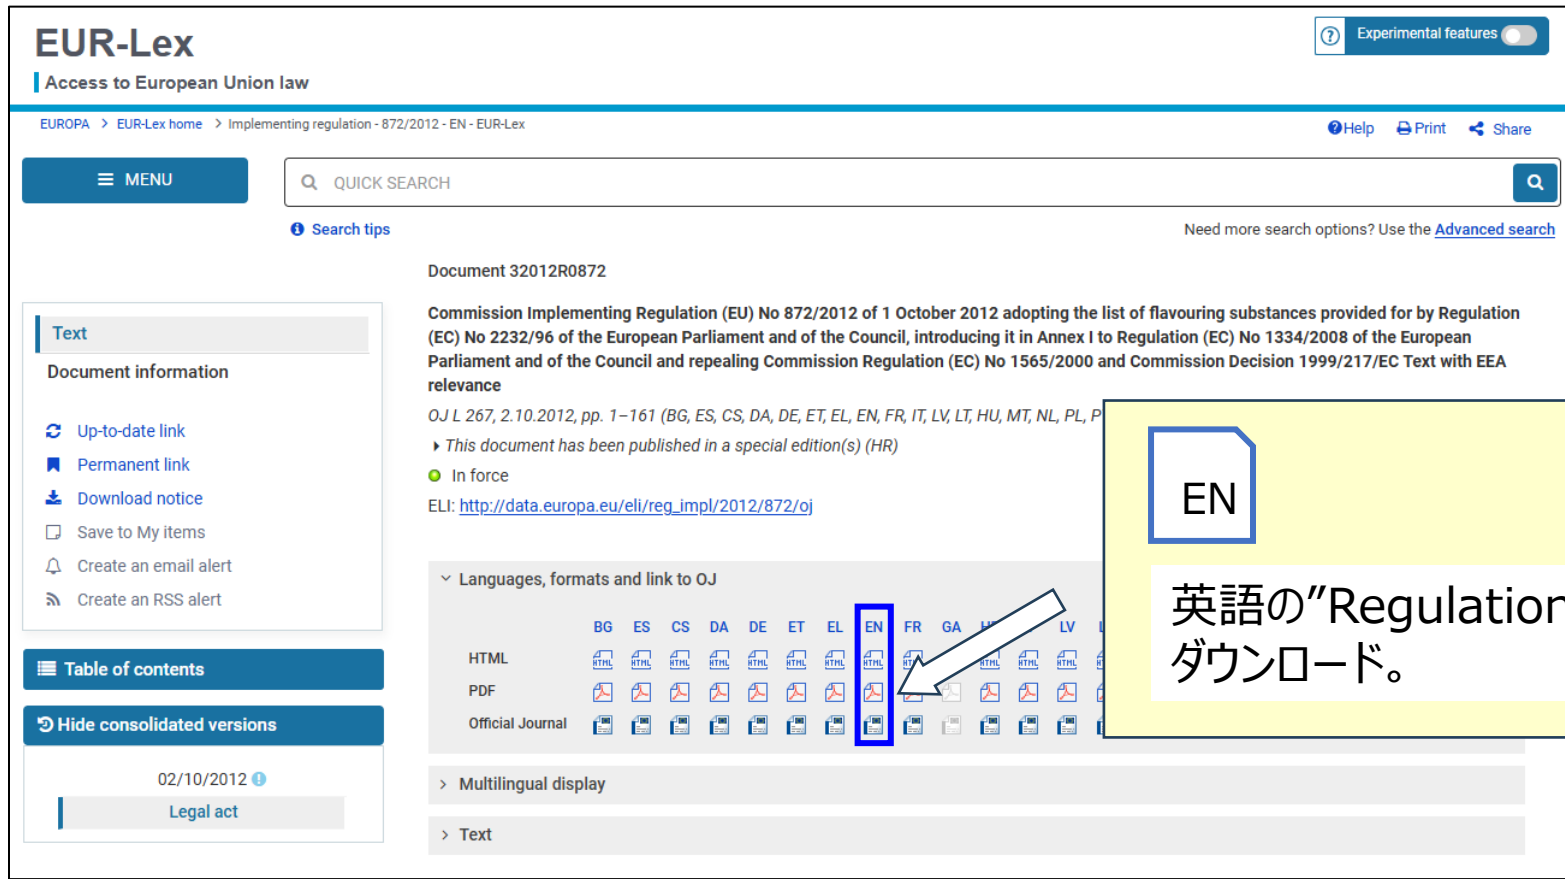 EUR-Lex
Access to European Union law
Experimental features
EUROPA > EUR-Lex home > Implementing regulation - 872/2012 - EN - EUR-Lex
Help Print Share
MENU
QUICK SEARCH
Search tips
Need more search options? Use the Advanced search
Document 32012R0872
Text
Document information
Up-to-date link
Permanent link
Download notice
Save to My items
Create an email alert
Create an RSS alert
Table of contents
Hide consolidated versions
02/10/2012
Legal act
Commission Implementing Regulation (EU) No 872/2012 of 1 October 2012 adopting the list of flavouring substances provided for by Regulation
(EC) No 2232/96 of the European Parliament and of the Council, introducing it in Annex I to Regulation (EC) No 1334/2008 of the European
Parliament and of the Council and repealing Commission Regulation (EC) No 1565/2000 and Commission Decision 1999/217/EC Text with EEA
relevance
OJ L 267, 2.10.2012, pp. 1–161 (BG, ES, CS, DA, DE, ET, EL, EN, FR, IT, LV, LT, HU, MT, NL, PL, P
This document has been published in a special edition(s) (HR)
In force
ELI: http://data.europa.eu/eli/reg_impl/2012/872/oj
Languages, formats and link to OJ
BG ES CS DA DE ET EL EN FR GA LV
HTML
PDF
Official Journal
Multilingual display
Text
EN
英語の”Regulation
ダウンロード。